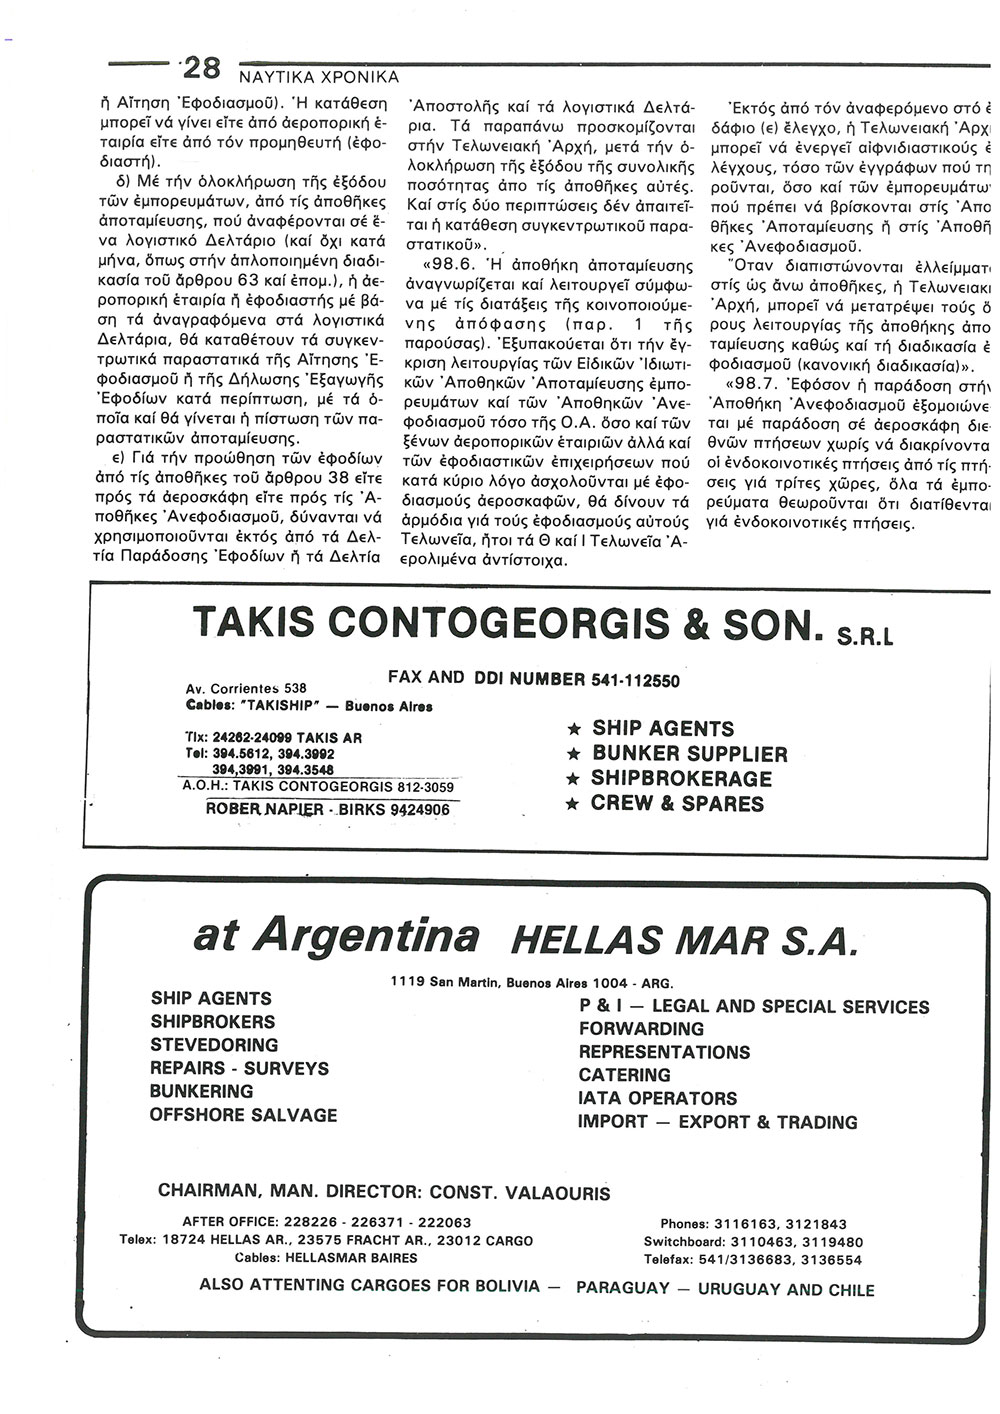 28 ΝΑΥΤΙΚΑ ΧΡΟΝΙΚΑ
ἤ Αἴτηση Ἐφοδιασμοῦ). Ἡ κατάθεση
μπορεῖ νά γίνει εἴτε ἀπό ἀεροπορική ἑ-
ταιρία εἴτε ἀπό τόν προμηθευτή (ἐφο-
διαστή).
δ) Μέ τήν ὁλοκλήρωση τῆς ἐξόδου
τῶν ἐμπορευμάτων, ἀπό τίς ἀποθῆκες
ἀποταμίευσης, πού ἀναφέρονται σέ ἕ-
να λογιστικό Δελτάριο (καί ὄχι κατά
μήνα, ὅπως στήν ἁπλοποιημένη διαδι-
κασία τοῦ ἄρθρου 63 καί ἑπομ.), ἡ ἀε-
ροπορική ἑταιρία ἤ ἐφοδιαστής μέ βά-
ση τά ἀναγραφόμενα στά λογιστικά
Δελτάρια, θά καταθέτουν τά συγκεν-
τρωτικά παραστατικά τῆς Αἴτησης Ἐ-
φοδιασμοῦ ἤ τῆς Δήλωσης Ἐξαγωγῆς
Ἐφοδίων κατά περίπτωση, μέ τά ὁ-
ποῖα καί θά γίνεται ἡ πίστωση τῶν πα-
ραστατικῶν ἀποταμίευσης.
ε) Γιά τήν προώθηση τῶν ἐφοδίων
ἀπό τίς ἀποθῆκες τοῦ ἄρθρου 38 εἴτε
πρός τά ἀεροσκάφη εἴτε πρός τίς Ἀ-
ποθῆκες Ἀνεφοδιασμοῦ, δύνανται νά
χρησιμοποιοῦνται ἐκτός ἀπό τά Δελ-
τία Παράδοσης Ἐφοδίων ἤ τά Δελτία
Ἀποστολῆς καί τά λογιστικά Δελτά-
ρια. Τά παραπάνω προσκομίζονται
στήν Τελωνειακή Ἀρχή, μετά τήν ὁ-
λοκλήρωση τῆς ἐξόδου τῆς συνολικῆς
ποσότητας ἀπο τίς ἀποθῆκες αὐτές.
Καί στίς δύο περιπτώσεις δέν ἀπαιτεῖ-
ται ἡ κατάθεση συγκεντρωτικοῦ παρα-
στατικοῦ».
«98.6. Ἡ ἀποθήκη ἀποταμίευσης
ἀναγνωρίζεται καί λειτουργεῖ σύμφω-
να μέ τίς διατάξεις τῆς κοινοποιούμε-
νης ἀπόφασης (παρ. 1 τῆς
παρούσας). Ἐξυπακούεται ὅτι τήν ἔγ-
κριση λειτουργίας τῶν Εἰδικῶν Ἰδιωτι-
κῶν Ἀποθηκῶν Ἀποταμίευσης ἐμπο-
ρευμάτων καί τῶν Ἀποθηκῶν Ἀνε-
φοδιασμοῦ τόσο τῆς Ο.Α. ὅσο καί τῶν
ξένων ἀεροπορικῶν ἑταιριῶν ἀλλά καί
τῶν ἐφοδιαστικῶν ἐπιχειρήσεων πού
κατά κύριο λόγο ἀσχολοῦνται μέ ἐφο-
διασμούς ἀεροσκαφῶν, θά δίνουν τά
ἁρμόδια γιά τούς ἐφοδιασμούς αὐτούς
Τελωνεῖα, ἤτοι τά Θ καί Ι Τελωνεῖα Ἀ-
ερολιμένα ἀντίστοιχα.
Ἐκτός ἀπό τόν ἀναφερόμενο στό ἐ
δάφιο (ε) ἔλεγχο, ἡ Τελωνειακή Ἀρχ
μπορεῖ νά ἐνεργεῖ αἰφνιδιαστικούς ἐ
λέγχους, τόσο τῶν ἐγγράφων πού τη
ροῦνται, ὅσο καί τῶν ἐμπορευμάτω
πού πρέπει νά βρίσκονται στίς Ἀπο
θῆκες Ἀποταμίευσης ἤ στίς Ἀποθῆ
κες Ἀνεφοδιασμοῦ.
Ὅταν διαπιστώνονται ἐλλείμματ
στίς ὡς ἄνω ἀποθῆκες, ἡ Τελωνειακ
Ἀρχή, μπορεῖ νά μετατρέψει τούς ὅ
ρους λειτουργίας τῆς ἀποθήκης ἀπο
ταμίευσης καθώς καί τή διαδικασία ἐ
φοδιασμοῦ (κανονική διαδικασία)».
«98.7. Ἐφόσον ἡ παράδοση στήν
Ἀποθήκη Ἀνεφοδιασμοῦ ἐξομοιώνε
ται μέ παράδοση σέ ἀεροσκάφη διε-
θνῶν πτήσεων χωρίς νά διακρίνοντα
οἱ ἐνδοκοινοτικές πτήσεις ἀπό τίς πτή-
σεις γιά τρίτες χῶρες, ὅλα τά ἐμπο-
ρεύματα θεωροῦνται ὅτι διατίθενται
γιά ἐνδοκοινοτικές πτήσεις.
TAKIS CONTOGEORGIS & SON. S.R.L
FAX AND DDI NUMBER 541-112550
Av. Corrientes 538
Cables: "TAKISHIP" — Buenos Aires
Tlx: 24262-24099 TAKIS AR
Tel: 394.5612, 394.3992
394,3991, 394.3548
A.O.H.: TAKIS CONTOGEORGIS 812-3059
ROBER NAPIER - BIRKS 9424906
★ SHIP AGENTS
★ BUNKER SUPPLIER
★ SHIPBROKERAGE
★ CREW & SPARES
at Argentina HELLAS MAR S.A.
1119 San Martin, Buenos Aires 1004 - ARG.
SHIP AGENTS
SHIPBROKERS
STEVEDORING
REPAIRS - SURVEYS
BUNKERING
OFFSHORE SALVAGE
P & I — LEGAL AND SPECIAL SERVICES
FORWARDING
REPRESENTATIONS
CATERING
IATA OPERATORS
IMPORT — EXPORT & TRADING
CHAIRMAN, MAN. DIRECTOR: CONST. VALAOURIS
AFTER OFFICE: 228226 - 226371 - 222063
Telex: 18724 HELLAS AR., 23575 FRACHT AR., 23012 CARGO
Cables: HELLASMAR BAIRES
Phones: 3116163, 3121843
Switchboard: 3110463, 3119480
Telefax: 541/3136683, 3136554
ALSO ATTENTING CARGOES FOR BOLIVIA — PARAGUAY — URUGUAY AND CHILE